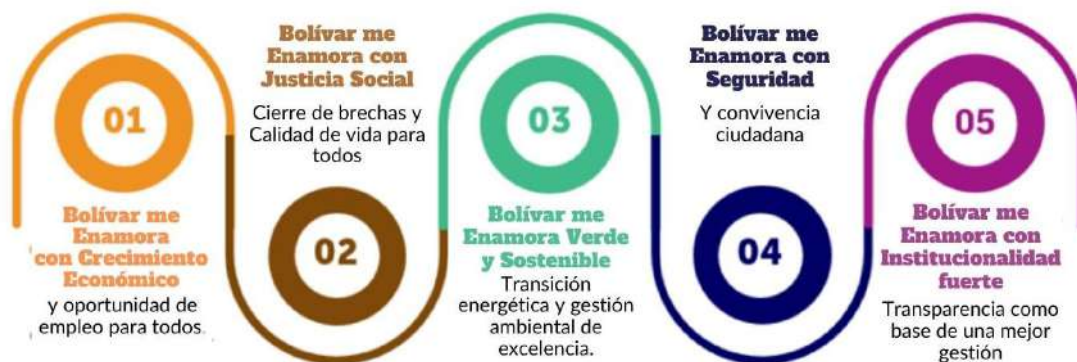 01
Bolívar me
Enamora
con Crecimiento
Económico
y oportunidad de
empleo para todos.
Bolívar me
Enamora con
Justicia Social
Cierre de brechas y
Calidad de vida para
todos
02
03
Bolívar me
Enamora Verde
y Sostenible
Transición
energética y gestión
ambiental de
excelencia.
Bolívar me
Enamora con
Seguridad
Y convivencia
ciudadana
04
05
Bolívar me
Enamora con
Institucionalidad
fuerte
Transparencia como
base de una mejor
gestión